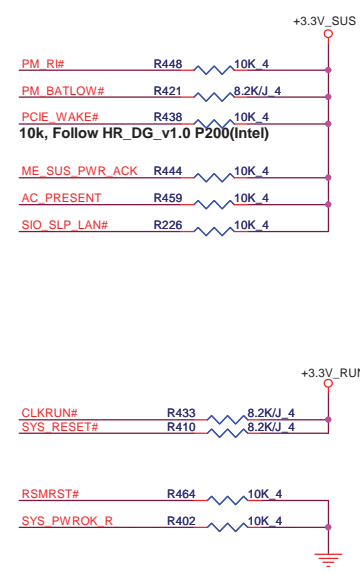 +3.3V_SUS
PM_RI# R448 10K_4
PM_BATLOW# R421 8.2K/J_4
PCIE_WAKE# R438 10K_4
10k, Follow HR_DG_v1.0 P200(Intel)
ME_SUS_PWR_ACK R444 10K_4
AC_PRESENT R459 10K_4
SIO_SLP_LAN# R226 10K_4
+3.3V_RUN
CLKRUN# R433 8.2K/J_4
SYS_RESET# R410 8.2K/J_4
RSMRST# R464 10K_4
SYS_PWROK_R R402 10K_4